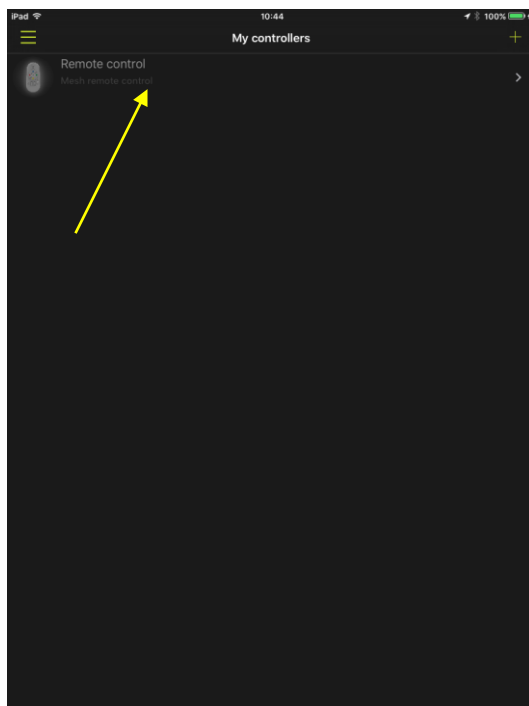 iPad 10:44 100%
My controllers
Remote control
Mesh remote control